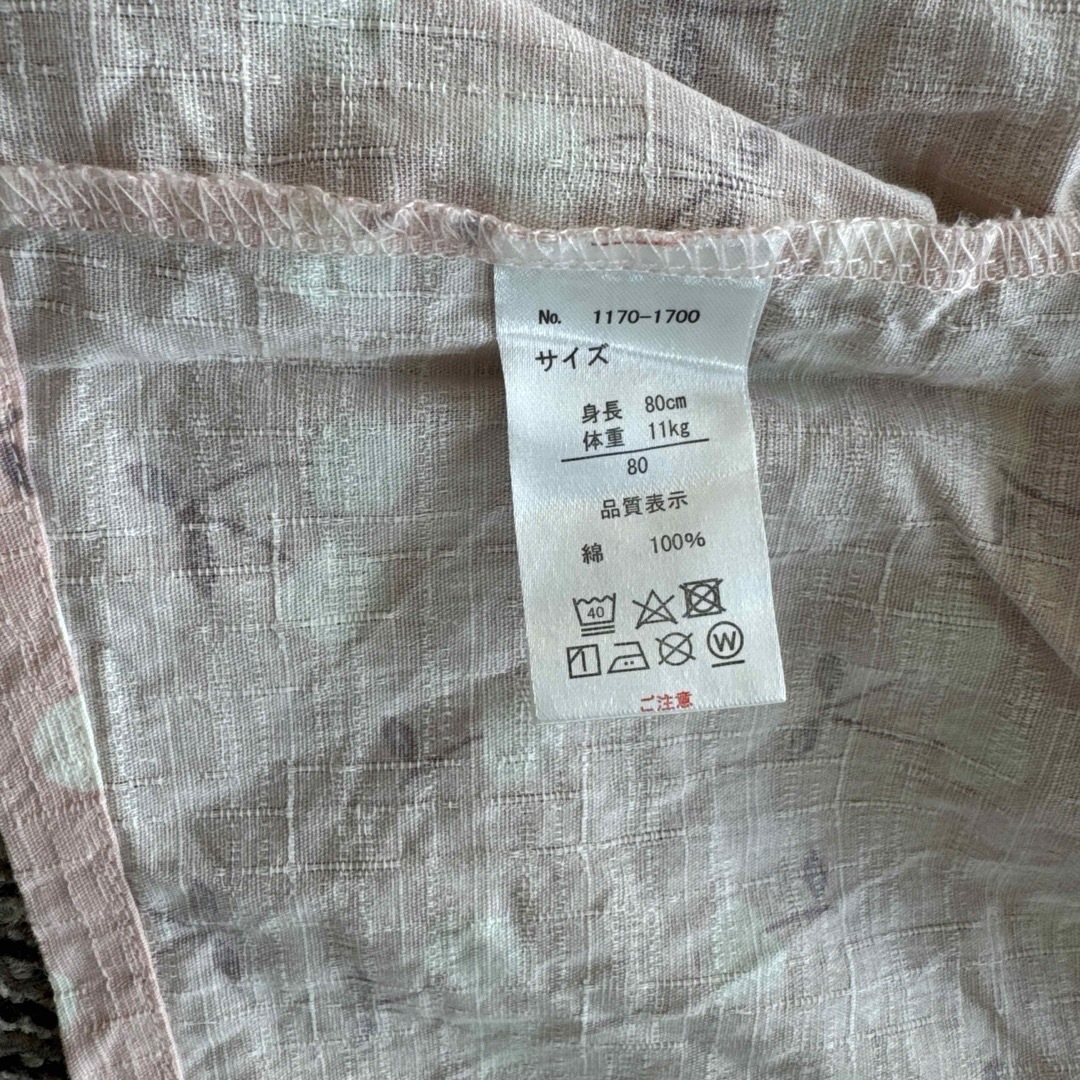 No. 1170-1700
サイズ
身長 80cm
体重 11kg
80
品質表示
綿 100%
40
W
ご注意